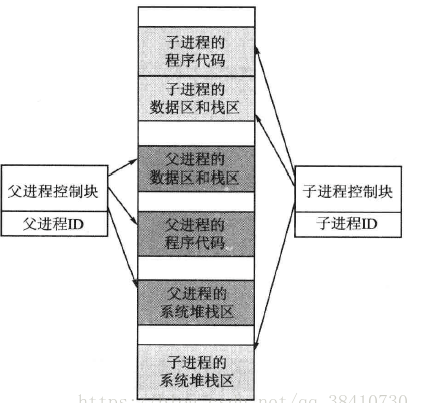 子进程的
程序代码
子进程的
数据区和栈区
父进程的
数据区和栈区
父进程控制块
父进程ID
子进程控制块
子进程ID
父进程的
程序代码
父进程的
系统堆栈区
子进程的
系统堆栈区